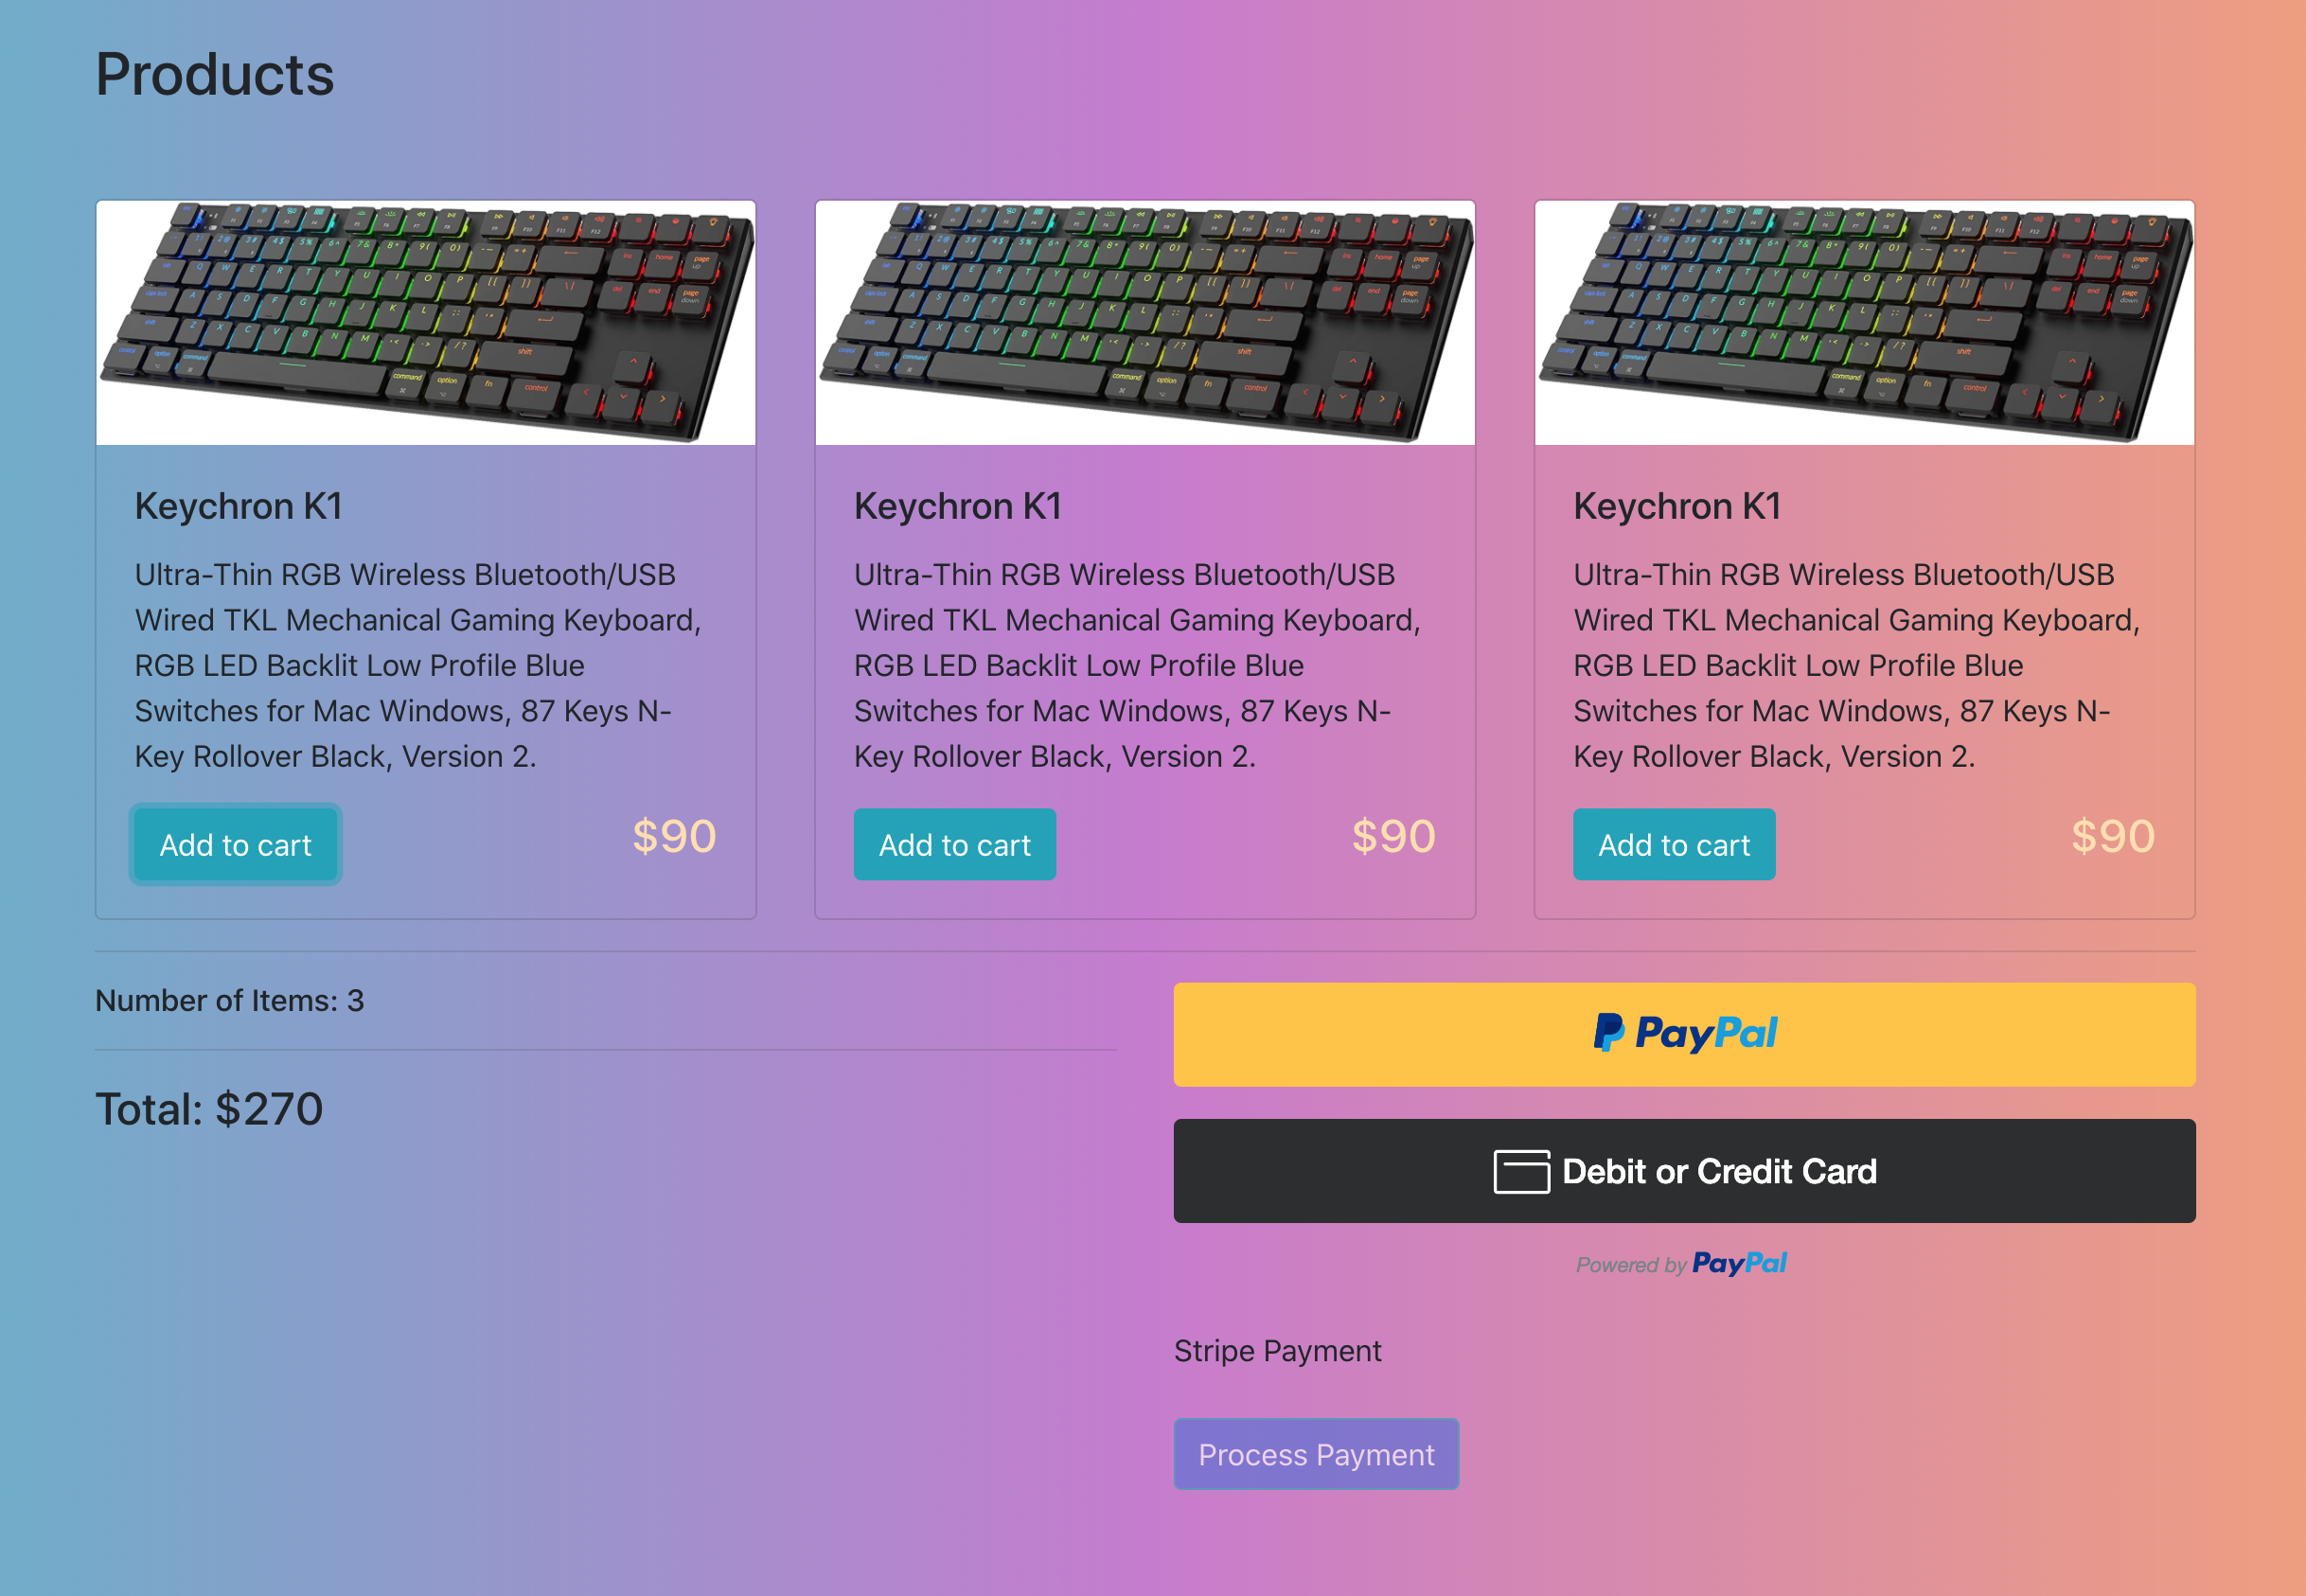 Products
Keychron K1
Ultra-Thin RGB Wireless Bluetooth/USB
Wired TKL Mechanical Gaming Keyboard,
RGB LED Backlit Low Profile Blue
Switches for Mac Windows, 87 Keys N-
Key Rollover Black, Version 2.
Add to cart
$90
Keychron K1
Ultra-Thin RGB Wireless Bluetooth/USB
Wired TKL Mechanical Gaming Keyboard,
RGB LED Backlit Low Profile Blue
Switches for Mac Windows, 87 Keys N-
Key Rollover Black, Version 2.
Add to cart
$90
Keychron K1
Ultra-Thin RGB Wireless Bluetooth/USB
Wired TKL Mechanical Gaming Keyboard,
RGB LED Backlit Low Profile Blue
Switches for Mac Windows, 87 Keys N-
Key Rollover Black, Version 2.
Add to cart
$90
Number of Items: 3
Total: $270
PayPal
Debit or Credit Card
Powered by PayPal
Stripe Payment
Process Payment